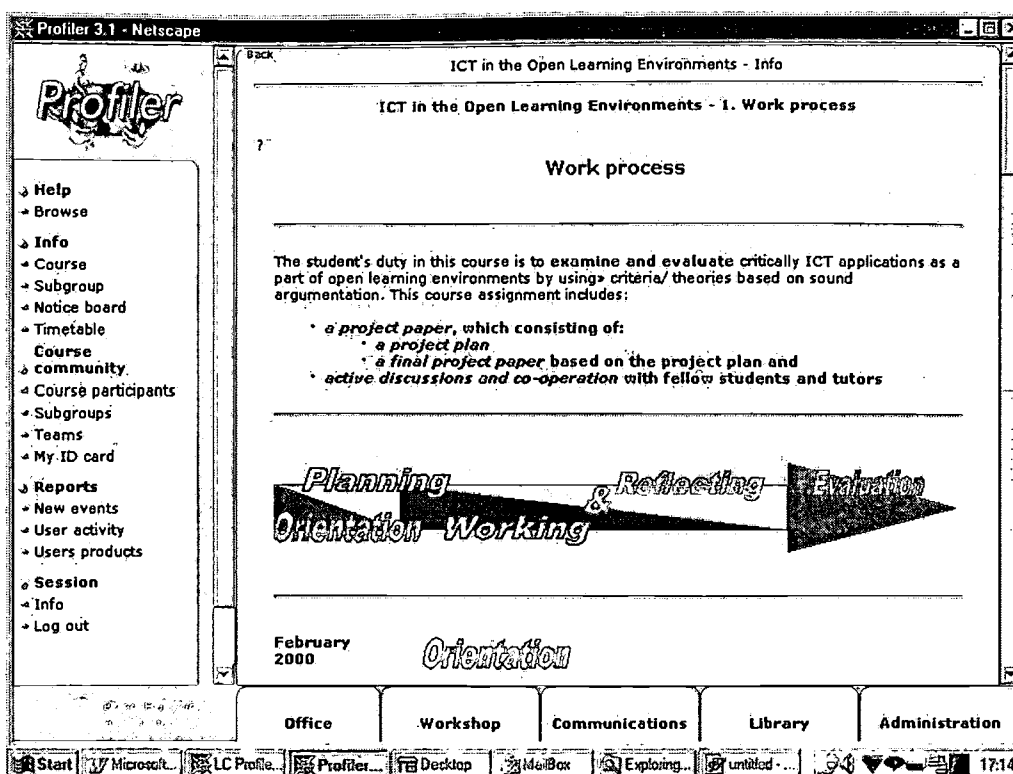 Profiler 3.1 - Netscape
Profiler
Help
Browse
Info
Course
Subgroup
Notice board
Timetable
Course
community
Course participants
Subgroups
Teams
My ID card
Reports
New events
User activity
Users products
Session
Info
Log out
Back
ICT in the Open Learning Environments - Info
ICT in the Open Learning Environments - 1. Work process
?
Work process
The student's duty in this course is to examine and evaluate critically ICT applications as a
part of open learning environments by using> criteria/ theories based on sound
argumentation. This course assignment includes:
• a project paper, which consisting of:
• a project plan
• a final project paper based on the project plan and
• active discussions and co-operation with fellow students and tutors
Planning & Reflecting Evaluation
Orientation Working
February
2000
Orientation
Office Workshop Communications Library Administration
Start Microsoft... LC Profile... Profiler... Desktop MailBox Exploring... untitled - ... 17:14